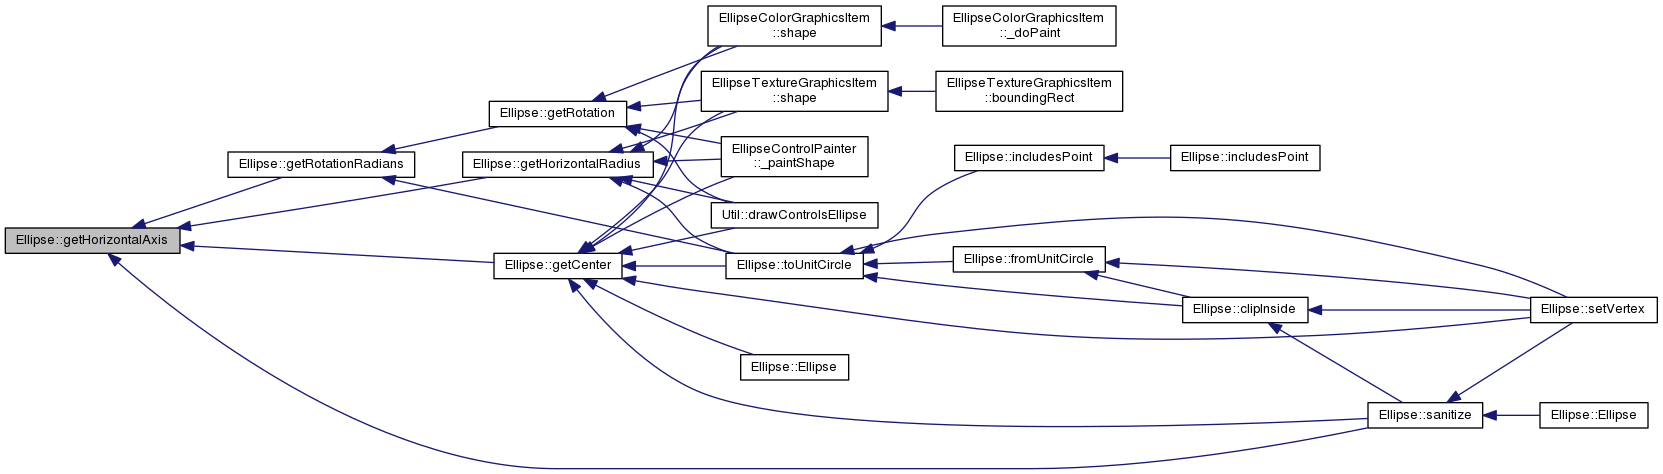 EllipseColorGraphicsItem
::shape
EllipseColorGraphicsItem
::_doPaint
EllipseTextureGraphicsItem
::shape
EllipseTextureGraphicsItem
::boundingRect
Ellipse::getRotation
EllipseControlPainter
::_paintShape
Ellipse::getRotationRadians
Ellipse::getHorizontalRadius
Ellipse::includesPoint
Ellipse::includesPoint
Util::drawControlsEllipse
Ellipse::getHorizontalAxis
Ellipse::getCenter
Ellipse::toUnitCircle
Ellipse::fromUnitCircle
Ellipse::clipInside
Ellipse::setVertex
Ellipse::Ellipse
Ellipse::sanitize
Ellipse::Ellipse